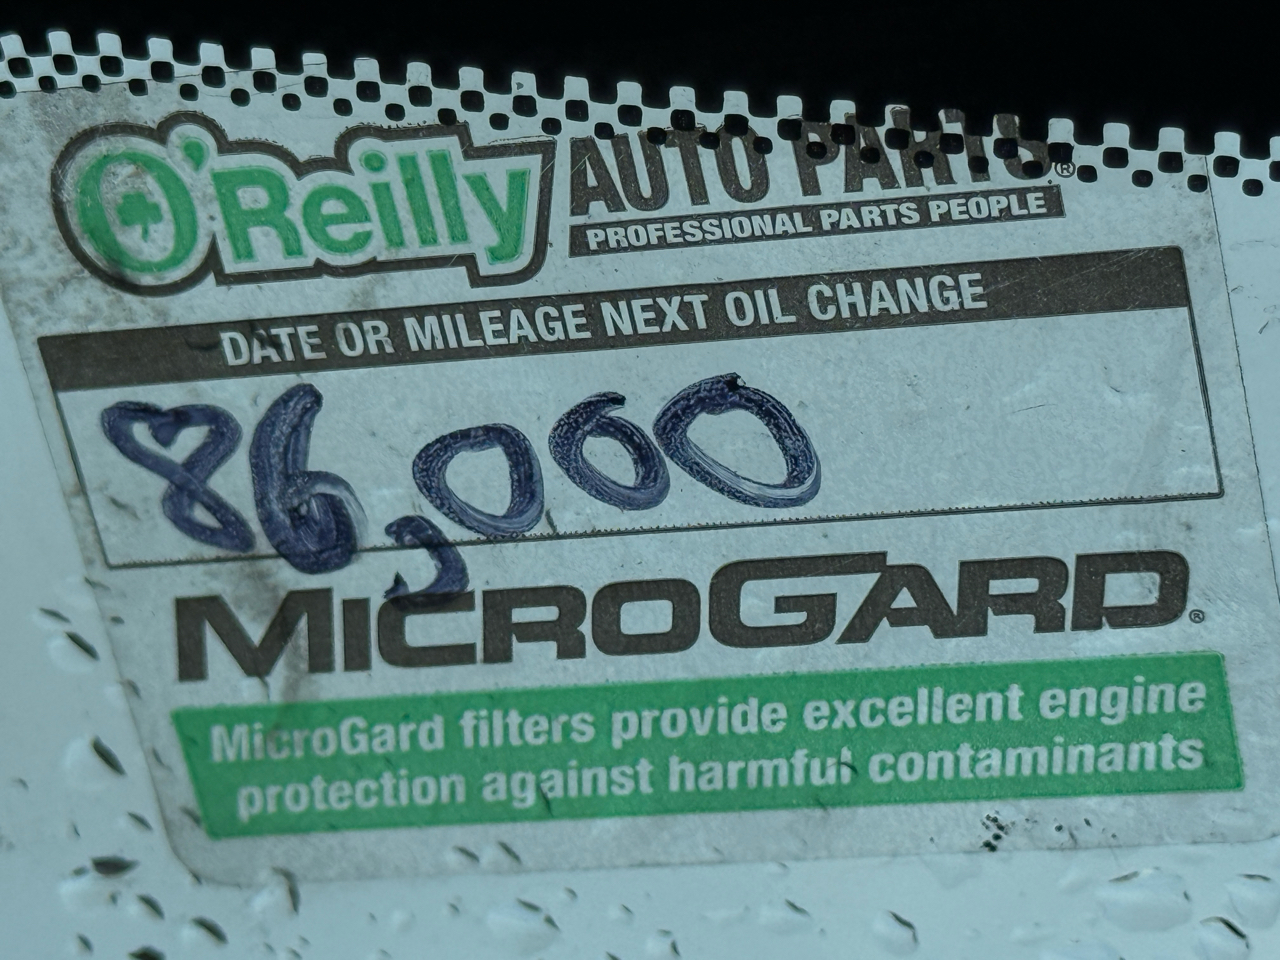 O'Reilly AUTO PARTS®
PROFESSIONAL PARTS PEOPLE
DATE OR MILEAGE NEXT OIL CHANGE
86,000
MICROGARD®
MicroGard filters provide excellent engine
protection against harmful contaminants